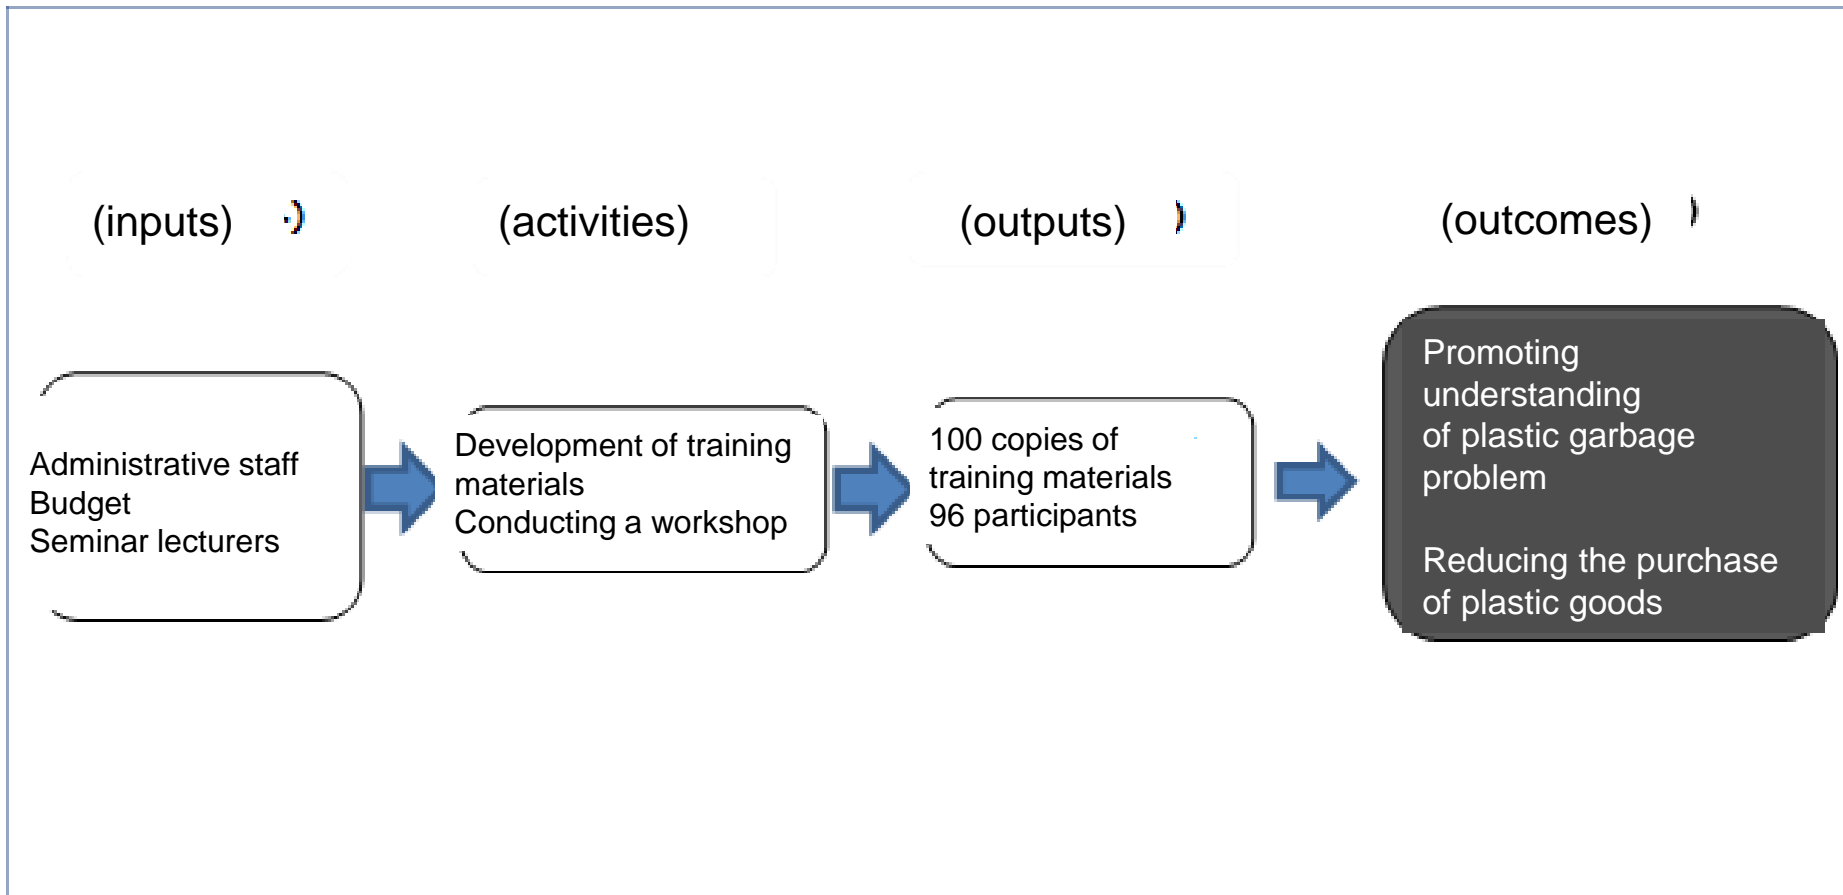 (inputs) )
(activities)
(outputs) )
(outcomes) )
Administrative staff
Budget
Seminar lecturers
Development of training
materials
Conducting a workshop
100 copies of
training materials
96 participants
Promoting
understanding
of plastic garbage
problem
Reducing the purchase
of plastic goods